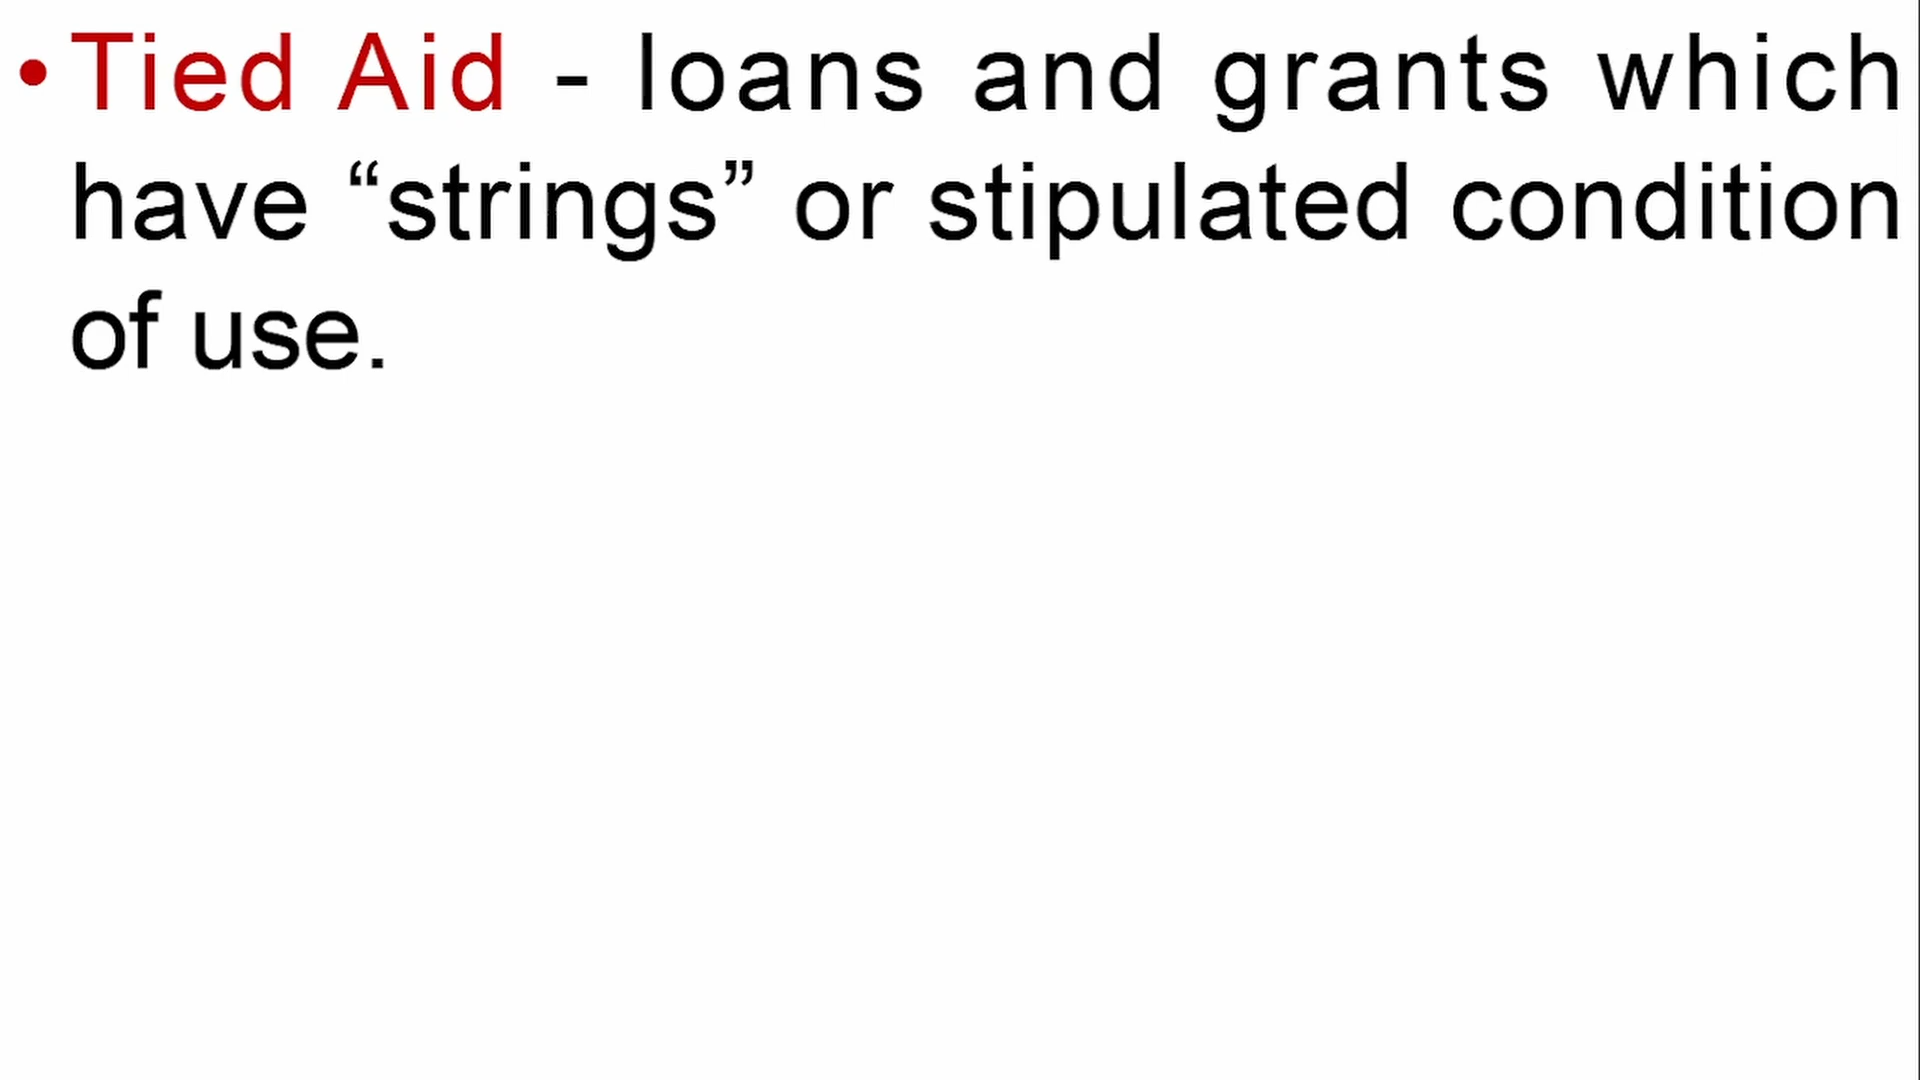 • Tied Aid - loans and grants which
have “strings” or stipulated condition
of use.